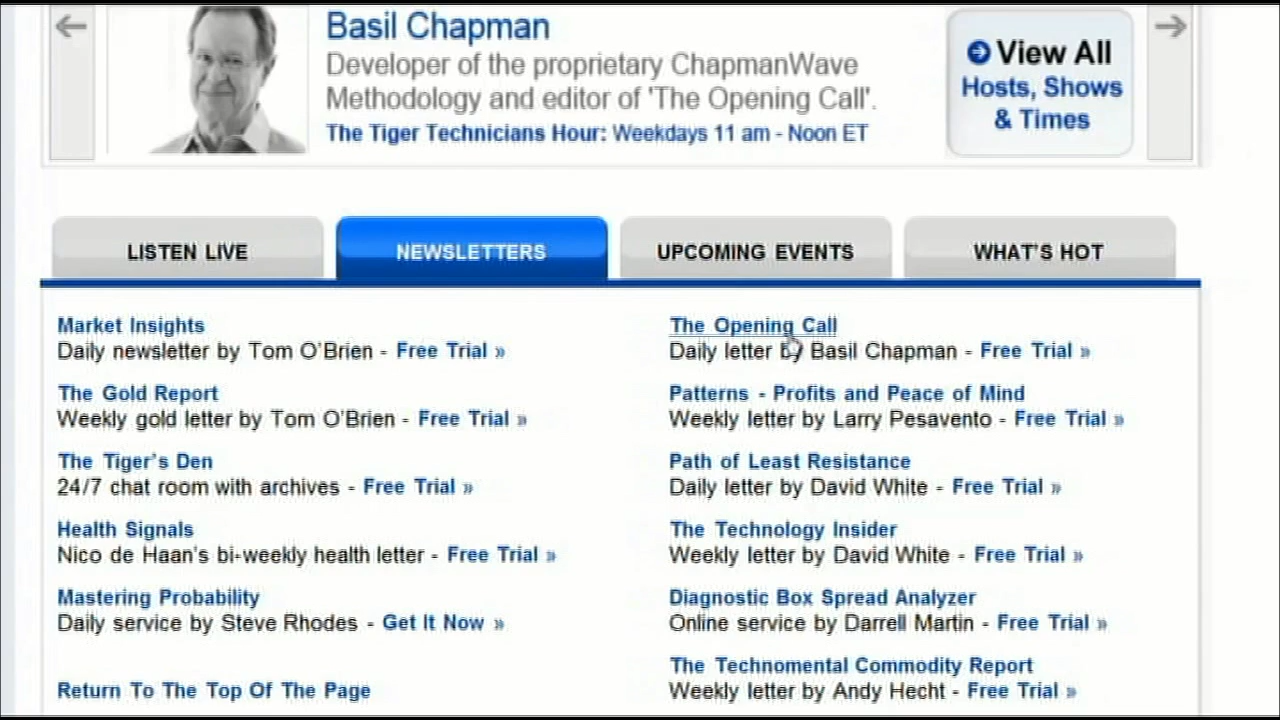 Basil Chapman
Developer of the proprietary ChapmanWave
Methodology and editor of 'The Opening Call'.
The Tiger Technicians Hour: Weekdays 11 am - Noon ET
View All
Hosts, Shows
& Times
LISTEN LIVE
NEWSLETTERS
UPCOMING EVENTS
WHAT'S HOT
Market Insights
Daily newsletter by Tom O'Brien - Free Trial »
The Gold Report
Weekly gold letter by Tom O'Brien - Free Trial »
The Tiger's Den
24/7 chat room with archives - Free Trial »
Health Signals
Nico de Haan's bi-weekly health letter - Free Trial »
Mastering Probability
Daily service by Steve Rhodes - Get It Now »
Return To The Top Of The Page
The Opening Call
Daily letter by Basil Chapman - Free Trial »
Patterns - Profits and Peace of Mind
Weekly letter by Larry Pesavento - Free Trial »
Path of Least Resistance
Daily letter by David White - Free Trial »
The Technology Insider
Weekly letter by David White - Free Trial »
Diagnostic Box Spread Analyzer
Online service by Darrell Martin - Free Trial »
The Technomental Commodity Report
Weekly letter by Andy Hecht - Free Trial »